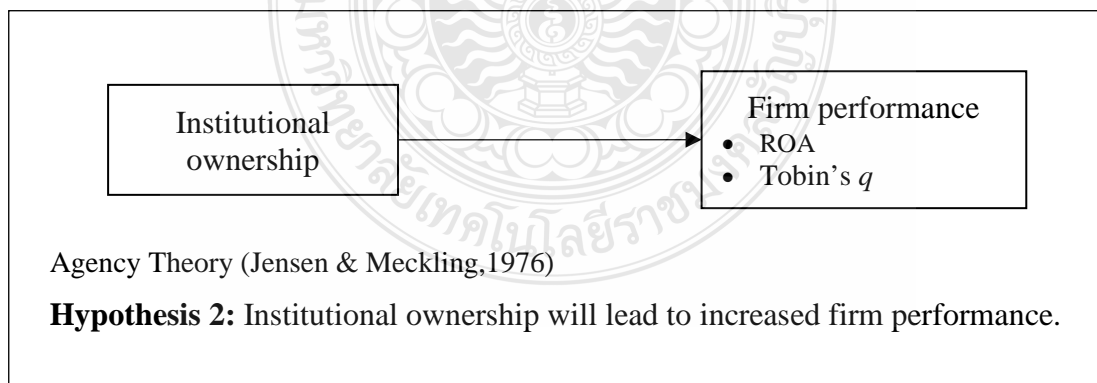 Institutional
ownership
Firm performance
• ROA
• Tobin’s q
Agency Theory (Jensen & Meckling,1976)
Hypothesis 2: Institutional ownership will lead to increased firm performance.